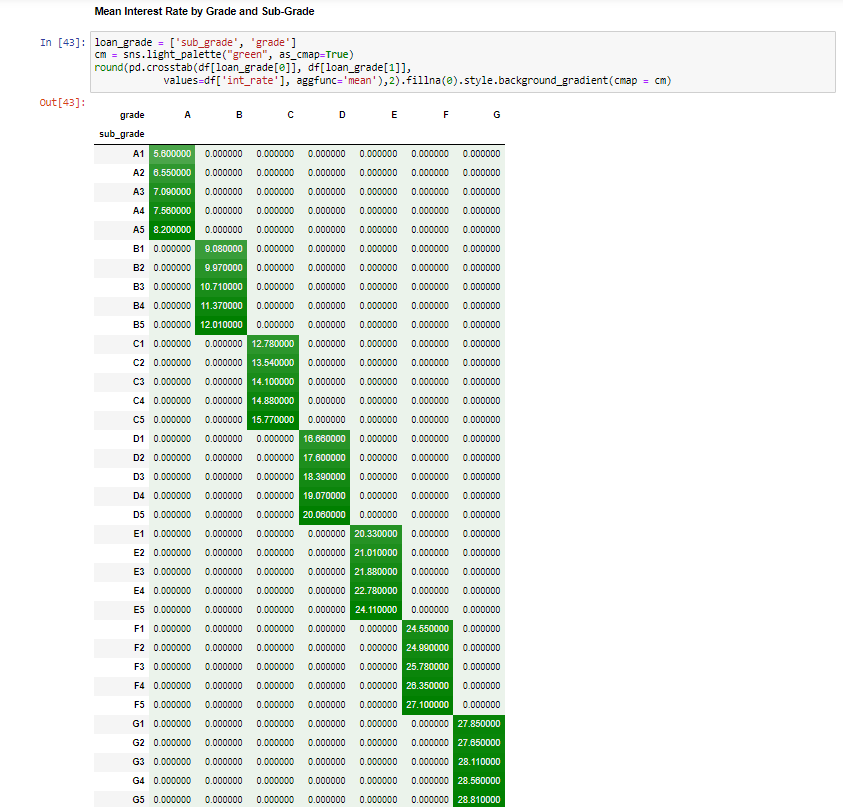 Mean Interest Rate by Grade and Sub-Grade
In [43]: loan_grade = ['sub_grade', 'grade']
cm = sns.light_palette("green", as_cmap=True)
round(pd.crosstab(df[loan_grade[0]], df[loan_grade[1]],
values=df['int_rate'], aggfunc='mean'),2).fillna(0).style.background_gradient(cmap = cm)
Out[43]:
grade A B C D E F G
sub_grade
A1 5.600000 0.000000 0.000000 0.000000 0.000000 0.000000 0.000000
A2 6.550000 0.000000 0.000000 0.000000 0.000000 0.000000 0.000000
A3 7.090000 0.000000 0.000000 0.000000 0.000000 0.000000 0.000000
A4 7.560000 0.000000 0.000000 0.000000 0.000000 0.000000 0.000000
A5 8.200000 0.000000 0.000000 0.000000 0.000000 0.000000 0.000000
B1 0.000000 9.080000 0.000000 0.000000 0.000000 0.000000 0.000000
B2 0.000000 9.970000 0.000000 0.000000 0.000000 0.000000 0.000000
B3 0.000000 10.710000 0.000000 0.000000 0.000000 0.000000 0.000000
B4 0.000000 11.370000 0.000000 0.000000 0.000000 0.000000 0.000000
B5 0.000000 12.010000 0.000000 0.000000 0.000000 0.000000 0.000000
C1 0.000000 0.000000 12.780000 0.000000 0.000000 0.000000 0.000000
C2 0.000000 0.000000 13.540000 0.000000 0.000000 0.000000 0.000000
C3 0.000000 0.000000 14.100000 0.000000 0.000000 0.000000 0.000000
C4 0.000000 0.000000 14.880000 0.000000 0.000000 0.000000 0.000000
C5 0.000000 0.000000 15.770000 0.000000 0.000000 0.000000 0.000000
D1 0.000000 0.000000 0.000000 16.660000 0.000000 0.000000 0.000000
D2 0.000000 0.000000 0.000000 17.600000 0.000000 0.000000 0.000000
D3 0.000000 0.000000 0.000000 18.390000 0.000000 0.000000 0.000000
D4 0.000000 0.000000 0.000000 19.070000 0.000000 0.000000 0.000000
D5 0.000000 0.000000 0.000000 20.060000 0.000000 0.000000 0.000000
E1 0.000000 0.000000 0.000000 0.000000 20.330000 0.000000 0.000000
E2 0.000000 0.000000 0.000000 0.000000 21.010000 0.000000 0.000000
E3 0.000000 0.000000 0.000000 0.000000 21.880000 0.000000 0.000000
E4 0.000000 0.000000 0.000000 0.000000 22.780000 0.000000 0.000000
E5 0.000000 0.000000 0.000000 0.000000 24.110000 0.000000 0.000000
F1 0.000000 0.000000 0.000000 0.000000 0.000000 24.550000 0.000000
F2 0.000000 0.000000 0.000000 0.000000 0.000000 24.990000 0.000000
F3 0.000000 0.000000 0.000000 0.000000 0.000000 25.780000 0.000000
F4 0.000000 0.000000 0.000000 0.000000 0.000000 26.350000 0.000000
F5 0.000000 0.000000 0.000000 0.000000 0.000000 27.100000 0.000000
G1 0.000000 0.000000 0.000000 0.000000 0.000000 0.000000 27.850000
G2 0.000000 0.000000 0.000000 0.000000 0.000000 0.000000 27.650000
G3 0.000000 0.000000 0.000000 0.000000 0.000000 0.000000 28.110000
G4 0.000000 0.000000 0.000000 0.000000 0.000000 0.000000 28.560000
G5 0.000000 0.000000 0.000000 0.000000 0.000000 0.000000 28.810000